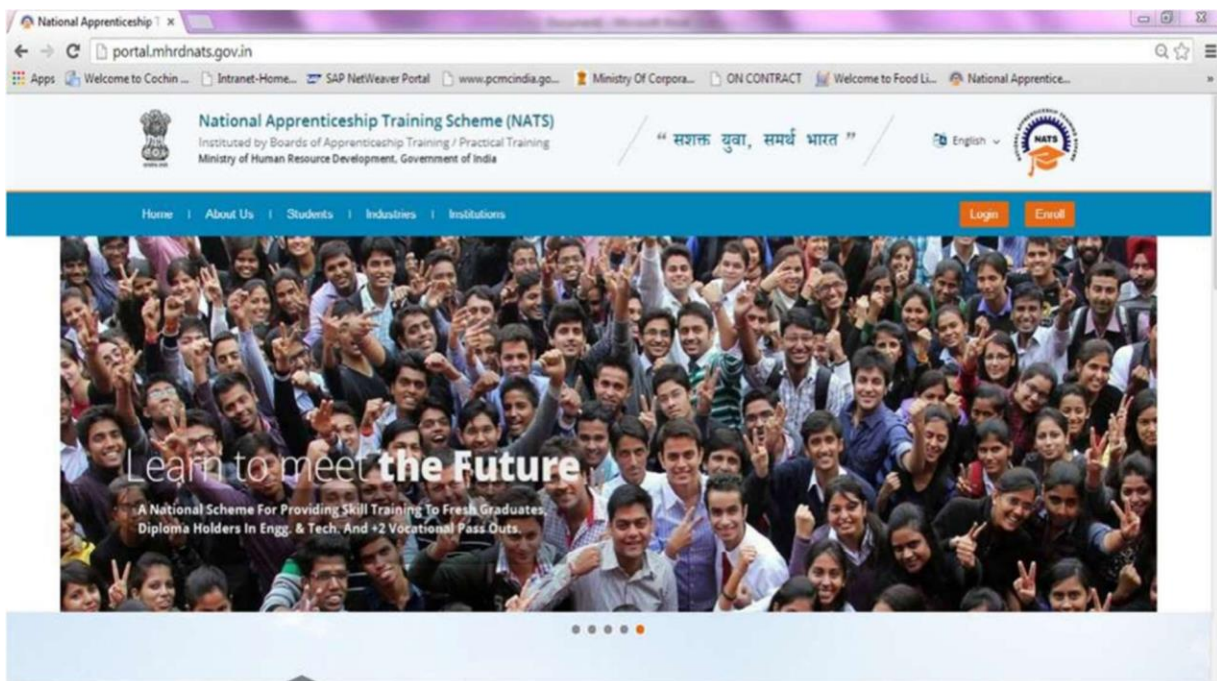 National Apprenticeship T
portal.mhrdnats.gov.in
Apps Welcome to Cochin ... Intranet-Home... SAP NetWeaver Portal www.pcmcindia.go... Ministry Of Corpora... ON CONTRACT Welcome to Food Li... National Apprentice... »
National Apprenticeship Training Scheme (NATS)
Instituted by Boards of Apprenticeship Training / Practical Training
Ministry of Human Resource Development, Government of India
“ सशक्त युवा, समर्थ भारत ”
English
NATS
Home | About Us | Students | Industries | Institutions
Login Enroll
Learn to meet the Future
A National Scheme For Providing Skill Training To Fresh Graduates,
Diploma Holders In Engg. & Tech. And +2 Vocational Pass Outs.